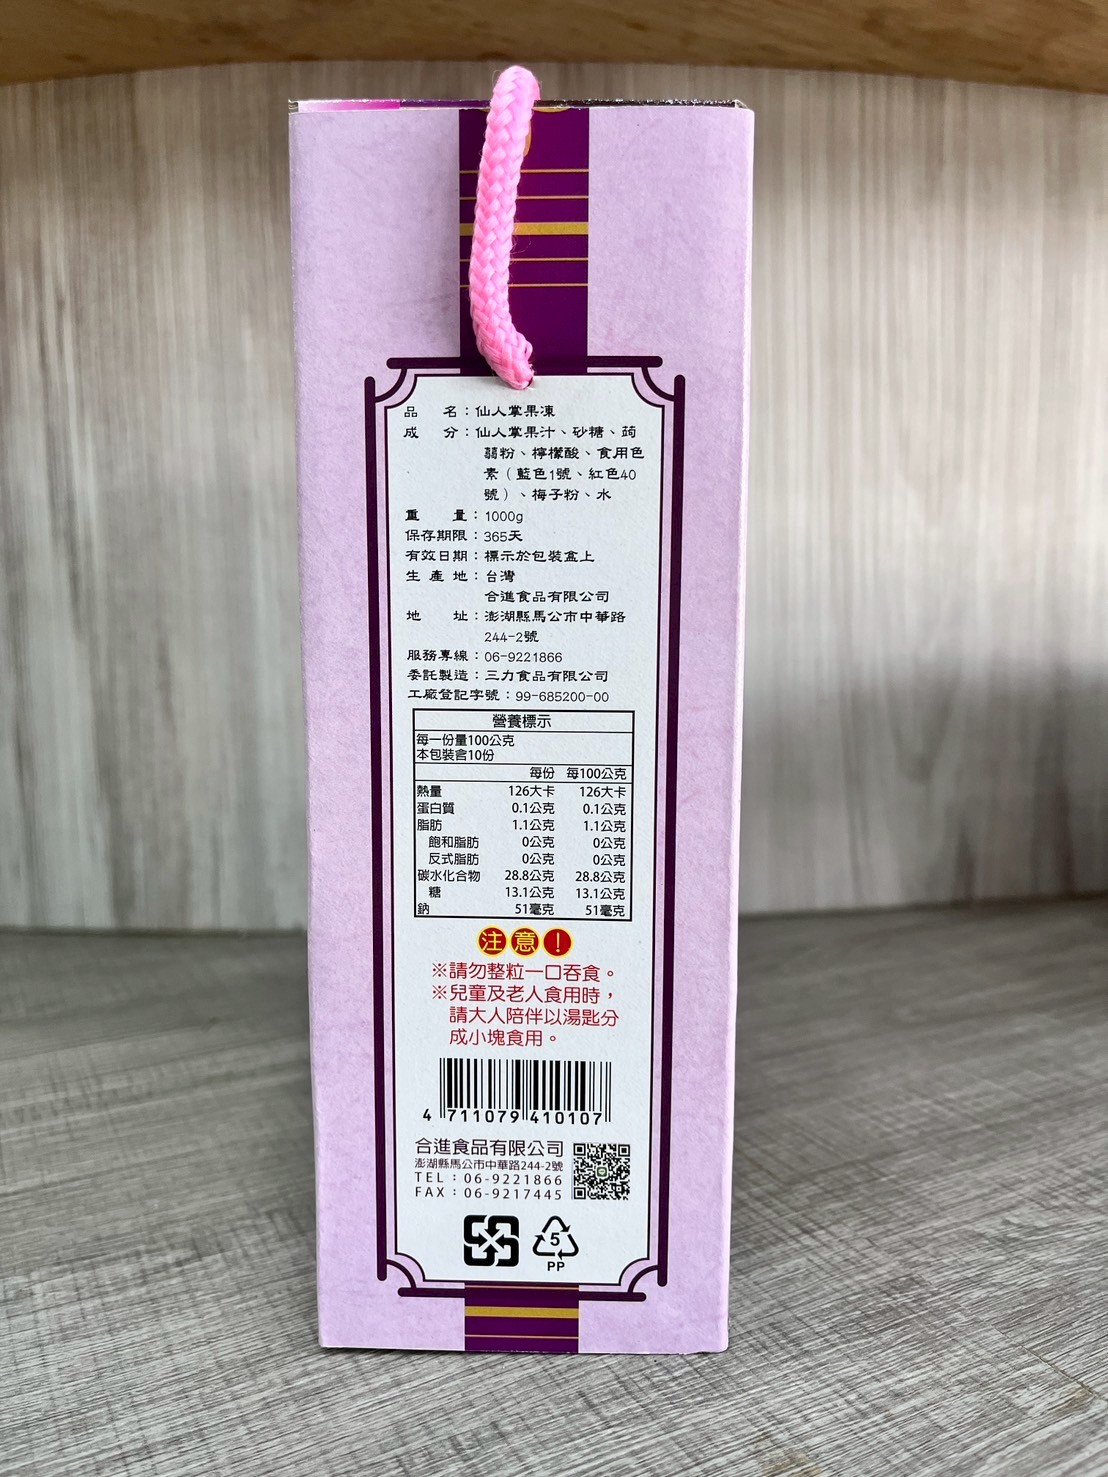 品　名：仙人掌果凍
成　分：仙人掌果汁、砂糖、蒟
蒻粉、檸檬酸、食用色
素（藍色1號、紅色40
號）、梅子粉、水
重　量：1000g
保存期限：365天
有效日期：標示於包裝盒上
生產地：台灣
合進食品有限公司
地　址：澎湖縣馬公市中華路
244-2號
服務專線：06-9221866
委託製造：三力食品有限公司
工廠登記字號：99-685200-00
營養標示
每一份量100公克
本包裝含10份
每份 每100公克
熱量 126大卡 126大卡
蛋白質 0.1公克 0.1公克
脂肪 1.1公克 1.1公克
飽和脂肪 0公克 0公克
反式脂肪 0公克 0公克
碳水化合物 28.8公克 28.8公克
糖 13.1公克 13.1公克
鈉 51毫克 51毫克
注意！
※請勿整粒一口吞食。
※兒童及老人食用時，
請大人陪伴以湯匙分
成小塊食用。
4 711079 410107
合進食品有限公司
澎湖縣馬公市中華路244-2號
TEL：06-9221866
FAX：06-9217445
5
PP